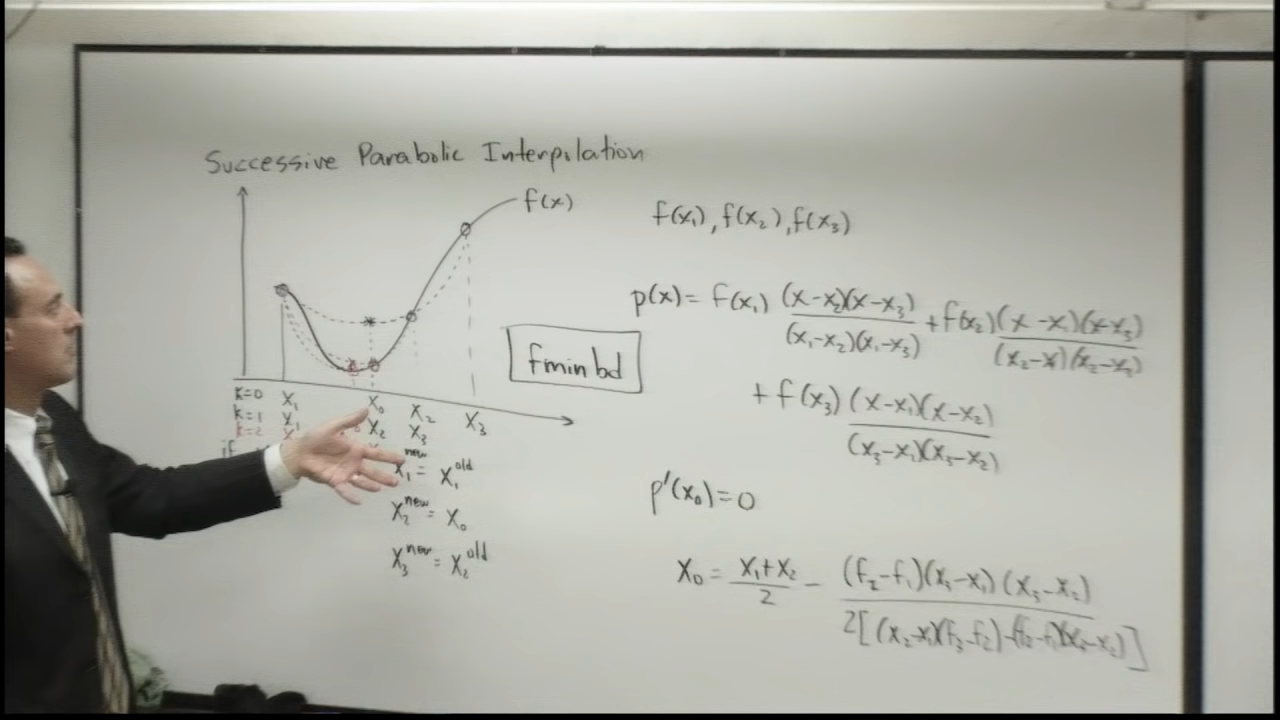 Successive Parabolic Interpolation
f(x)
f(x₁), f(x₂), f(x₃)
p(x) = f(x₁) (x-x₂)(x-x₃) / (x₁-x₂)(x₁-x₃) + f(x₂) (x-x₁)(x-x₃) / (x₂-x₁)(x₂-x₃)
fminbd
+ f(x₃) (x-x₁)(x-x₂) / (x₃-x₁)(x₃-x₂)
k=0 x₁ x₀ x₂ x₃
k=1 x₁ x₂ x₃
k=2
if
x₁ⁿᵉʷ = x₁ᵒˡᵈ
p'(x₀) = 0
x₂ⁿᵉʷ = x₀
x₃ⁿᵉʷ = x₂ᵒˡᵈ
x₀ = x₁+x₂ / 2 - (f₂-f₁)(x₃-x₁)(x₃-x₂) / 2[(x₂-x₁)(f₃-f₂)-(f₂-f₁)(x₃-x₂)]